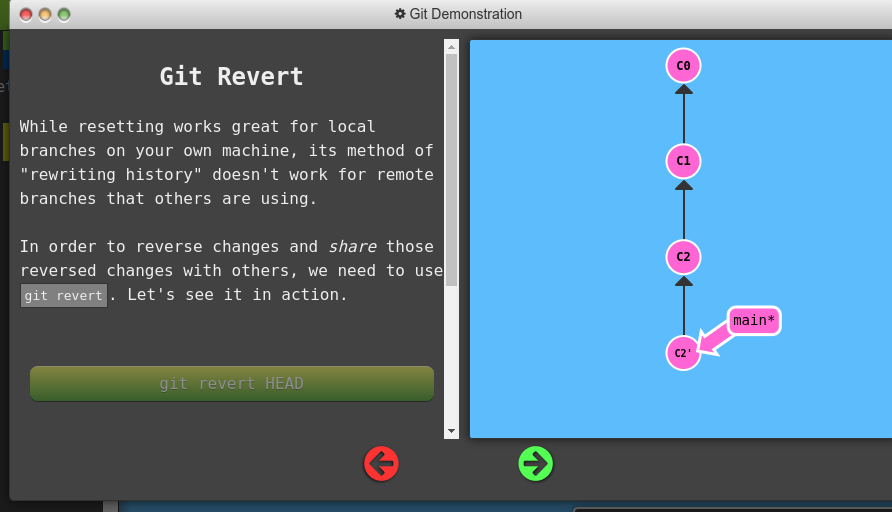 Git Demonstration
Git Revert
While resetting works great for local
branches on your own machine, its method of
"rewriting history" doesn't work for remote
branches that others are using.
In order to reverse changes and share those
reversed changes with others, we need to use
git revert. Let's see it in action.
git revert HEAD
C0
C1
C2
main*
C2'